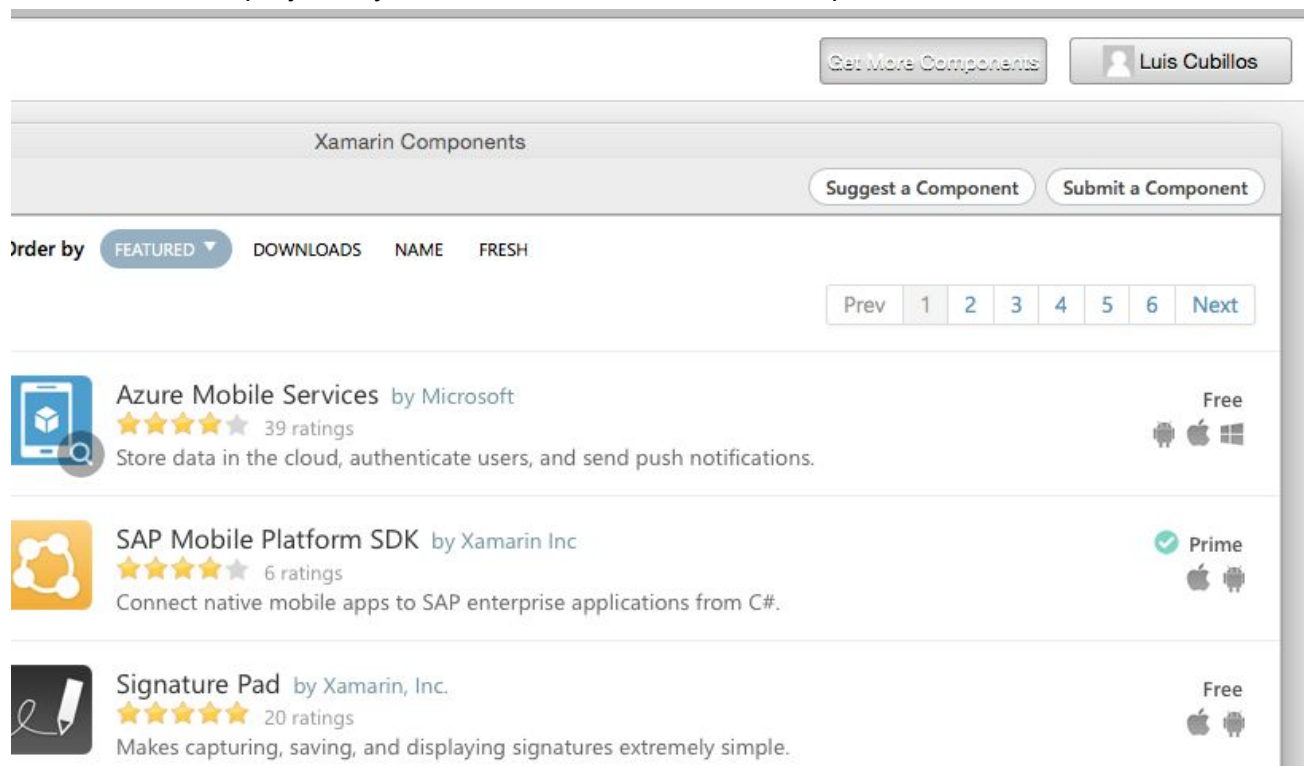 Get More Components Luis Cubillos
Xamarin Components
Suggest a Component Submit a Component
Order by FEATURED DOWNLOADS NAME FRESH
Prev 1 2 3 4 5 6 Next
Azure Mobile Services by Microsoft Free
39 ratings
Store data in the cloud, authenticate users, and send push notifications.
SAP Mobile Platform SDK by Xamarin Inc Prime
6 ratings
Connect native mobile apps to SAP enterprise applications from C#.
Signature Pad by Xamarin, Inc. Free
20 ratings
Makes capturing, saving, and displaying signatures extremely simple.